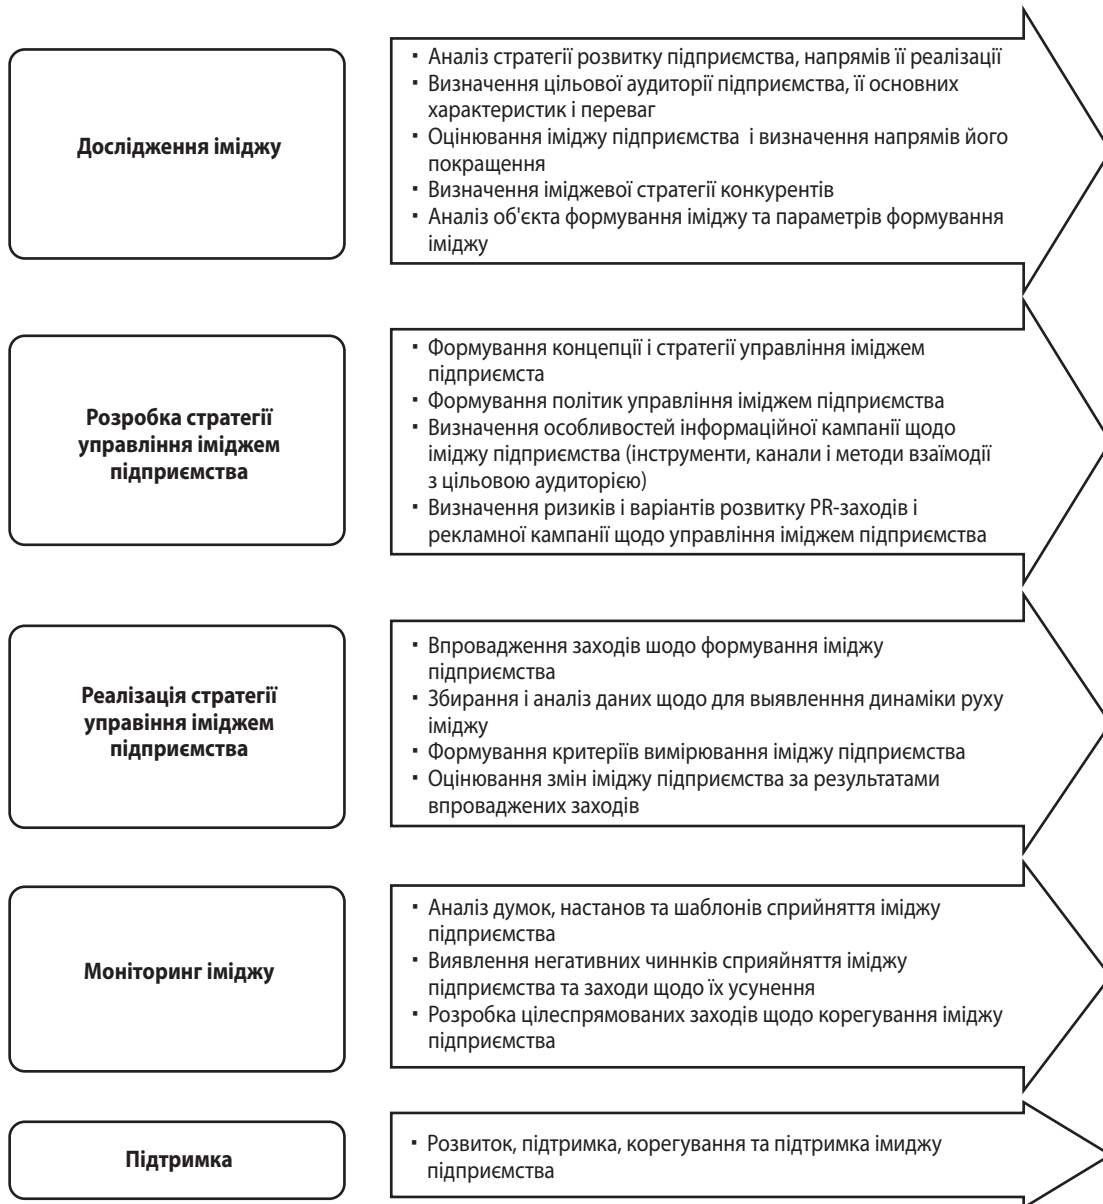 Дослідження іміджу
▪ Аналіз стратегії розвитку підприємства, напрямів її реалізації
▪ Визначення цільової аудиторії підприємства, її основних
характеристик і переваг
▪ Оцінювання іміджу підприємства і визначення напрямів його
покращення
▪ Визначення іміджевої стратегії конкурентів
▪ Аналіз об'єкта формування іміджу та параметрів формування
іміджу
Розробка стратегії
управління іміджем
підприємства
▪ Формування концепції і стратегії управління іміджем
підприємста
▪ Формування політик управління іміджем підприємства
▪ Визначення особливостей інформаційної кампанії щодо
іміджу підприємства (інструменти, канали і методи взаїмодії
з цільовою аудиторією)
▪ Визначення ризиків і варіантів розвитку PR-заходів і
рекламної кампанії щодо управління іміджем підприємства
Реалізація стратегії
управіння іміджем
підприємства
▪ Впровадження заходів шодо формування іміджу
підприємства
▪ Збирання і аналіз даних щодо для выявленння динаміки руху
іміджу
▪ Формування критеріїв вимірювання іміджу підприємства
▪ Оцінювання змін іміджу підприємства за результатами
впроваджених заходів
Моніторинг іміджу
▪ Аналіз думок, настанов та шаблонів сприйняття іміджу
підприємства
▪ Виявлення негативних чиннків сприяйняття іміджу
підприємства та заходи щодо їх усунення
▪ Розробка цілеспрямованих заходів щодо корегування іміджу
підприємства
Підтримка
▪ Розвиток, підтримка, корегування та підтримка имиджу
підприємства